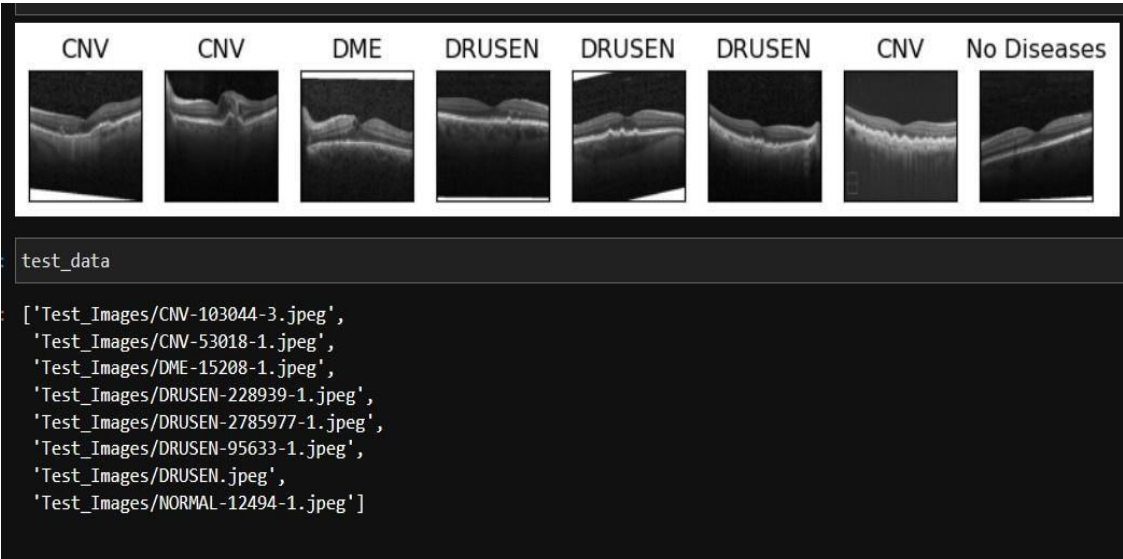 CNV CNV DME DRUSEN DRUSEN DRUSEN CNV No Diseases
test_data
['Test_Images/CNV-103044-3.jpeg',
'Test_Images/CNV-53018-1.jpeg',
'Test_Images/DME-15208-1.jpeg',
'Test_Images/DRUSEN-228939-1.jpeg',
'Test_Images/DRUSEN-2785977-1.jpeg',
'Test_Images/DRUSEN-95633-1.jpeg',
'Test_Images/DRUSEN.jpeg',
'Test_Images/NORMAL-12494-1.jpeg']